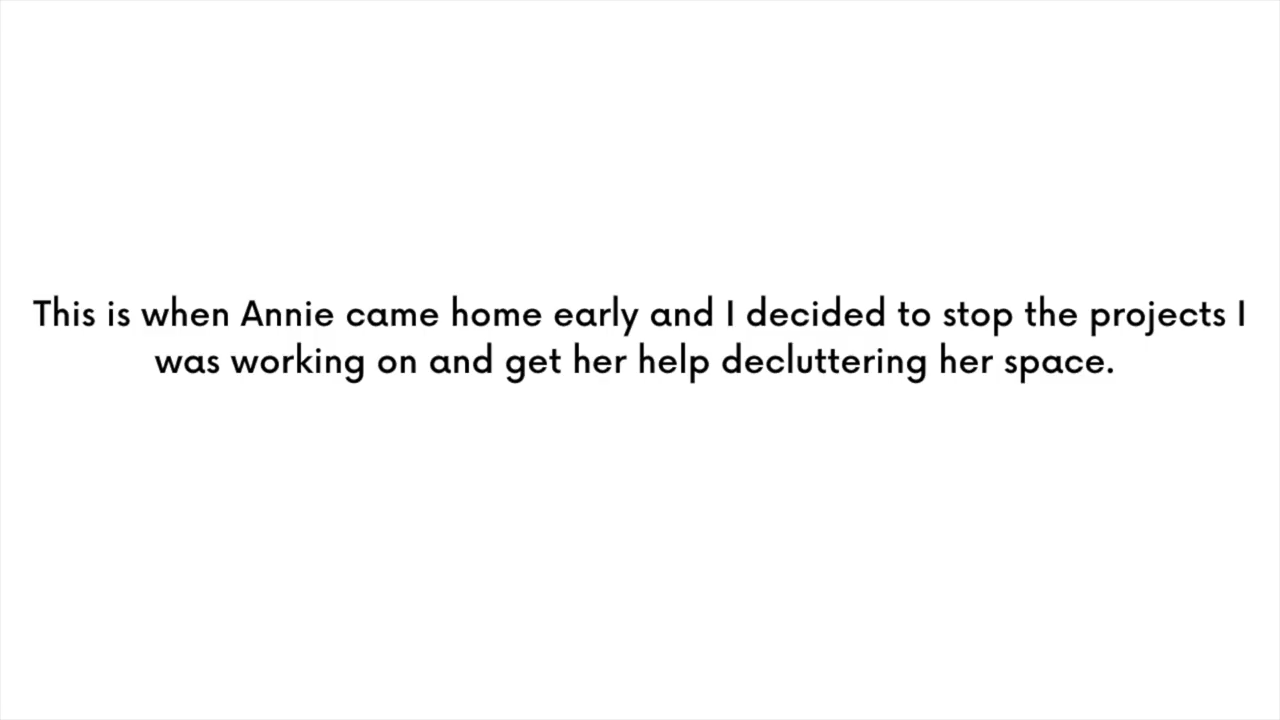 This is when Annie came home early and I decided to stop the projects I
was working on and get her help decluttering her space.